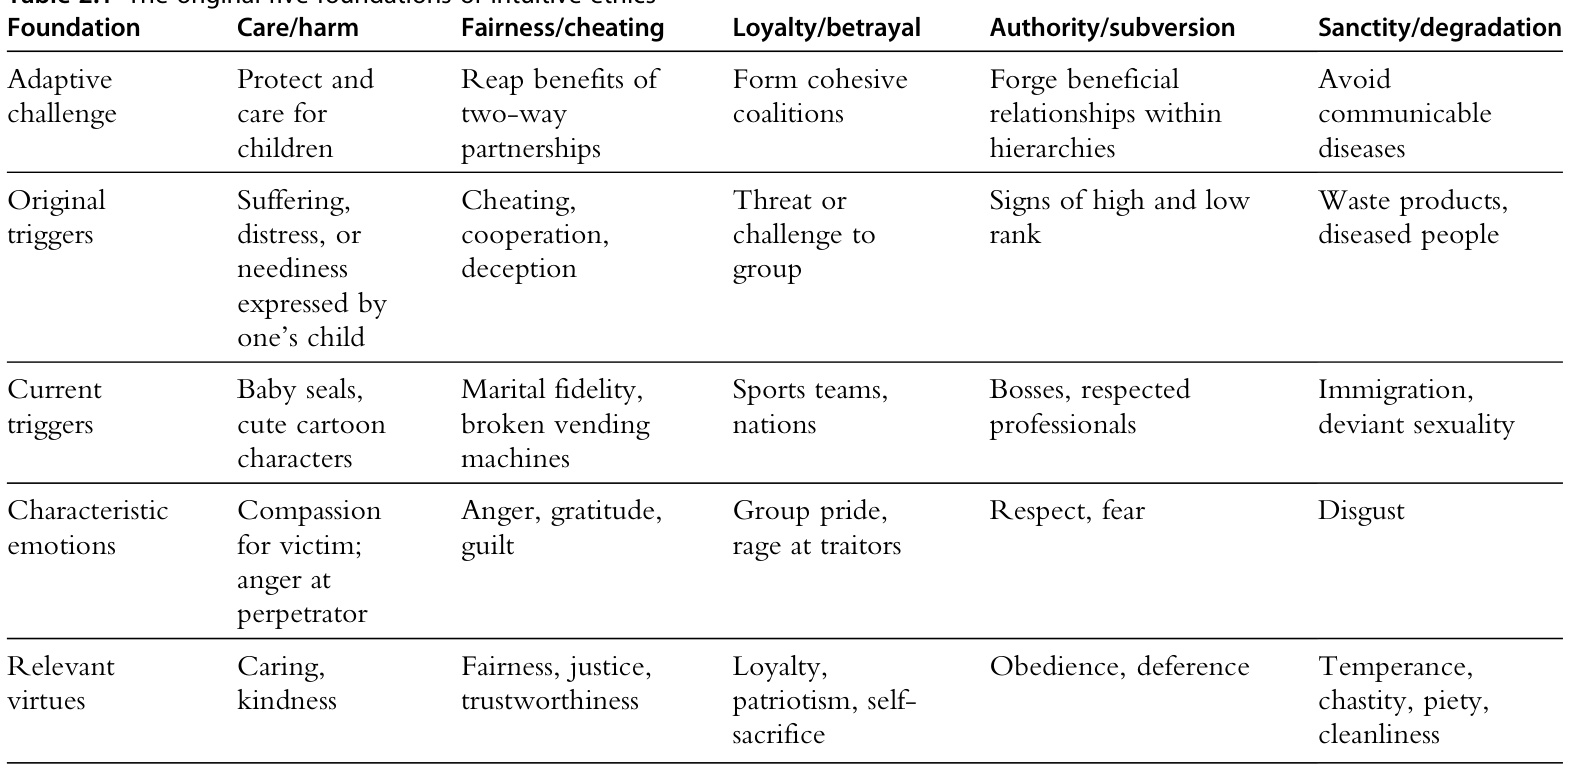 Table 2.1 The original five foundations of intuitive ethics
Foundation Care/harm Fairness/cheating Loyalty/betrayal Authority/subversion Sanctity/degradation
Adaptive Protect and Reap benefits of Form cohesive Forge beneficial Avoid
challenge care for two-way coalitions relationships within communicable
children partnerships hierarchies diseases
Original Suffering, Cheating, Threat or Signs of high and low Waste products,
triggers distress, or cooperation, challenge to rank diseased people
neediness deception group
expressed by
one's child
Current Baby seals, Marital fidelity, Sports teams, Bosses, respected Immigration,
triggers cute cartoon broken vending nations professionals deviant sexuality
characters machines
Characteristic Compassion Anger, gratitude, Group pride, Respect, fear Disgust
emotions for victim; guilt rage at traitors
anger at
perpetrator
Relevant Caring, Fairness, justice, Loyalty, Obedience, deference Temperance,
virtues kindness trustworthiness patriotism, self- chastity, piety,
sacrifice cleanliness